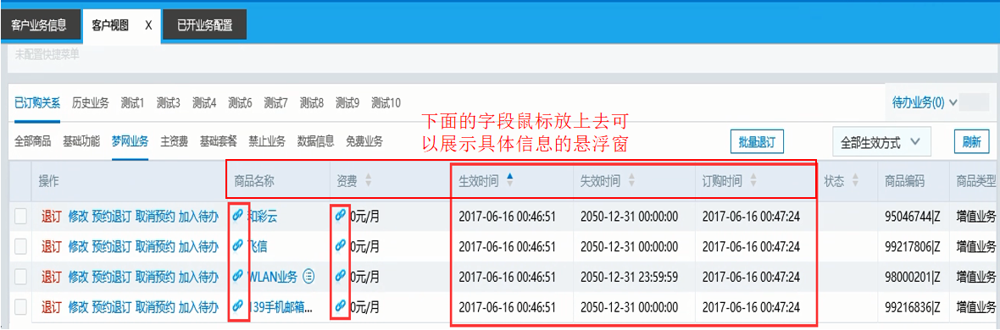 客户业务信息 客户视图 X 已开业务配置
未配置快捷菜单
已订购关系 历史业务 测试1 测试3 测试4 测试6 测试7 测试8 测试9 测试10 待办业务(0)
下面的字段鼠标放上去可
以展示具体信息的悬浮窗
全部商品 基础功能 梦网业务 主资费 基础套餐 禁止业务 数据信息 免费业务 批量退订 全部生效方式 刷新
操作 商品名称 资费 生效时间 失效时间 订购时间 状态 商品编码 商品类型
退订 修改 预约退订 取消预约 加入待办 和彩云 0元/月 2017-06-16 00:46:51 2050-12-31 00:00:00 2017-06-16 00:47:24 95046744|Z 增值业务
退订 修改 预约退订 取消预约 加入待办 飞信 0元/月 2017-06-16 00:46:51 2050-12-31 00:00:00 2017-06-16 00:47:24 99217806|Z 增值业务
退订 修改 预约退订 取消预约 加入待办 WLAN业务 0元/月 2017-06-16 00:46:51 2050-12-31 23:59:59 2017-06-16 00:47:24 98000201|Z 增值业务
退订 修改 预约退订 取消预约 加入待办 139手机邮箱... 0元/月 2017-06-16 00:46:51 2050-12-31 00:00:00 2017-06-16 00:47:24 99216836|Z 增值业务